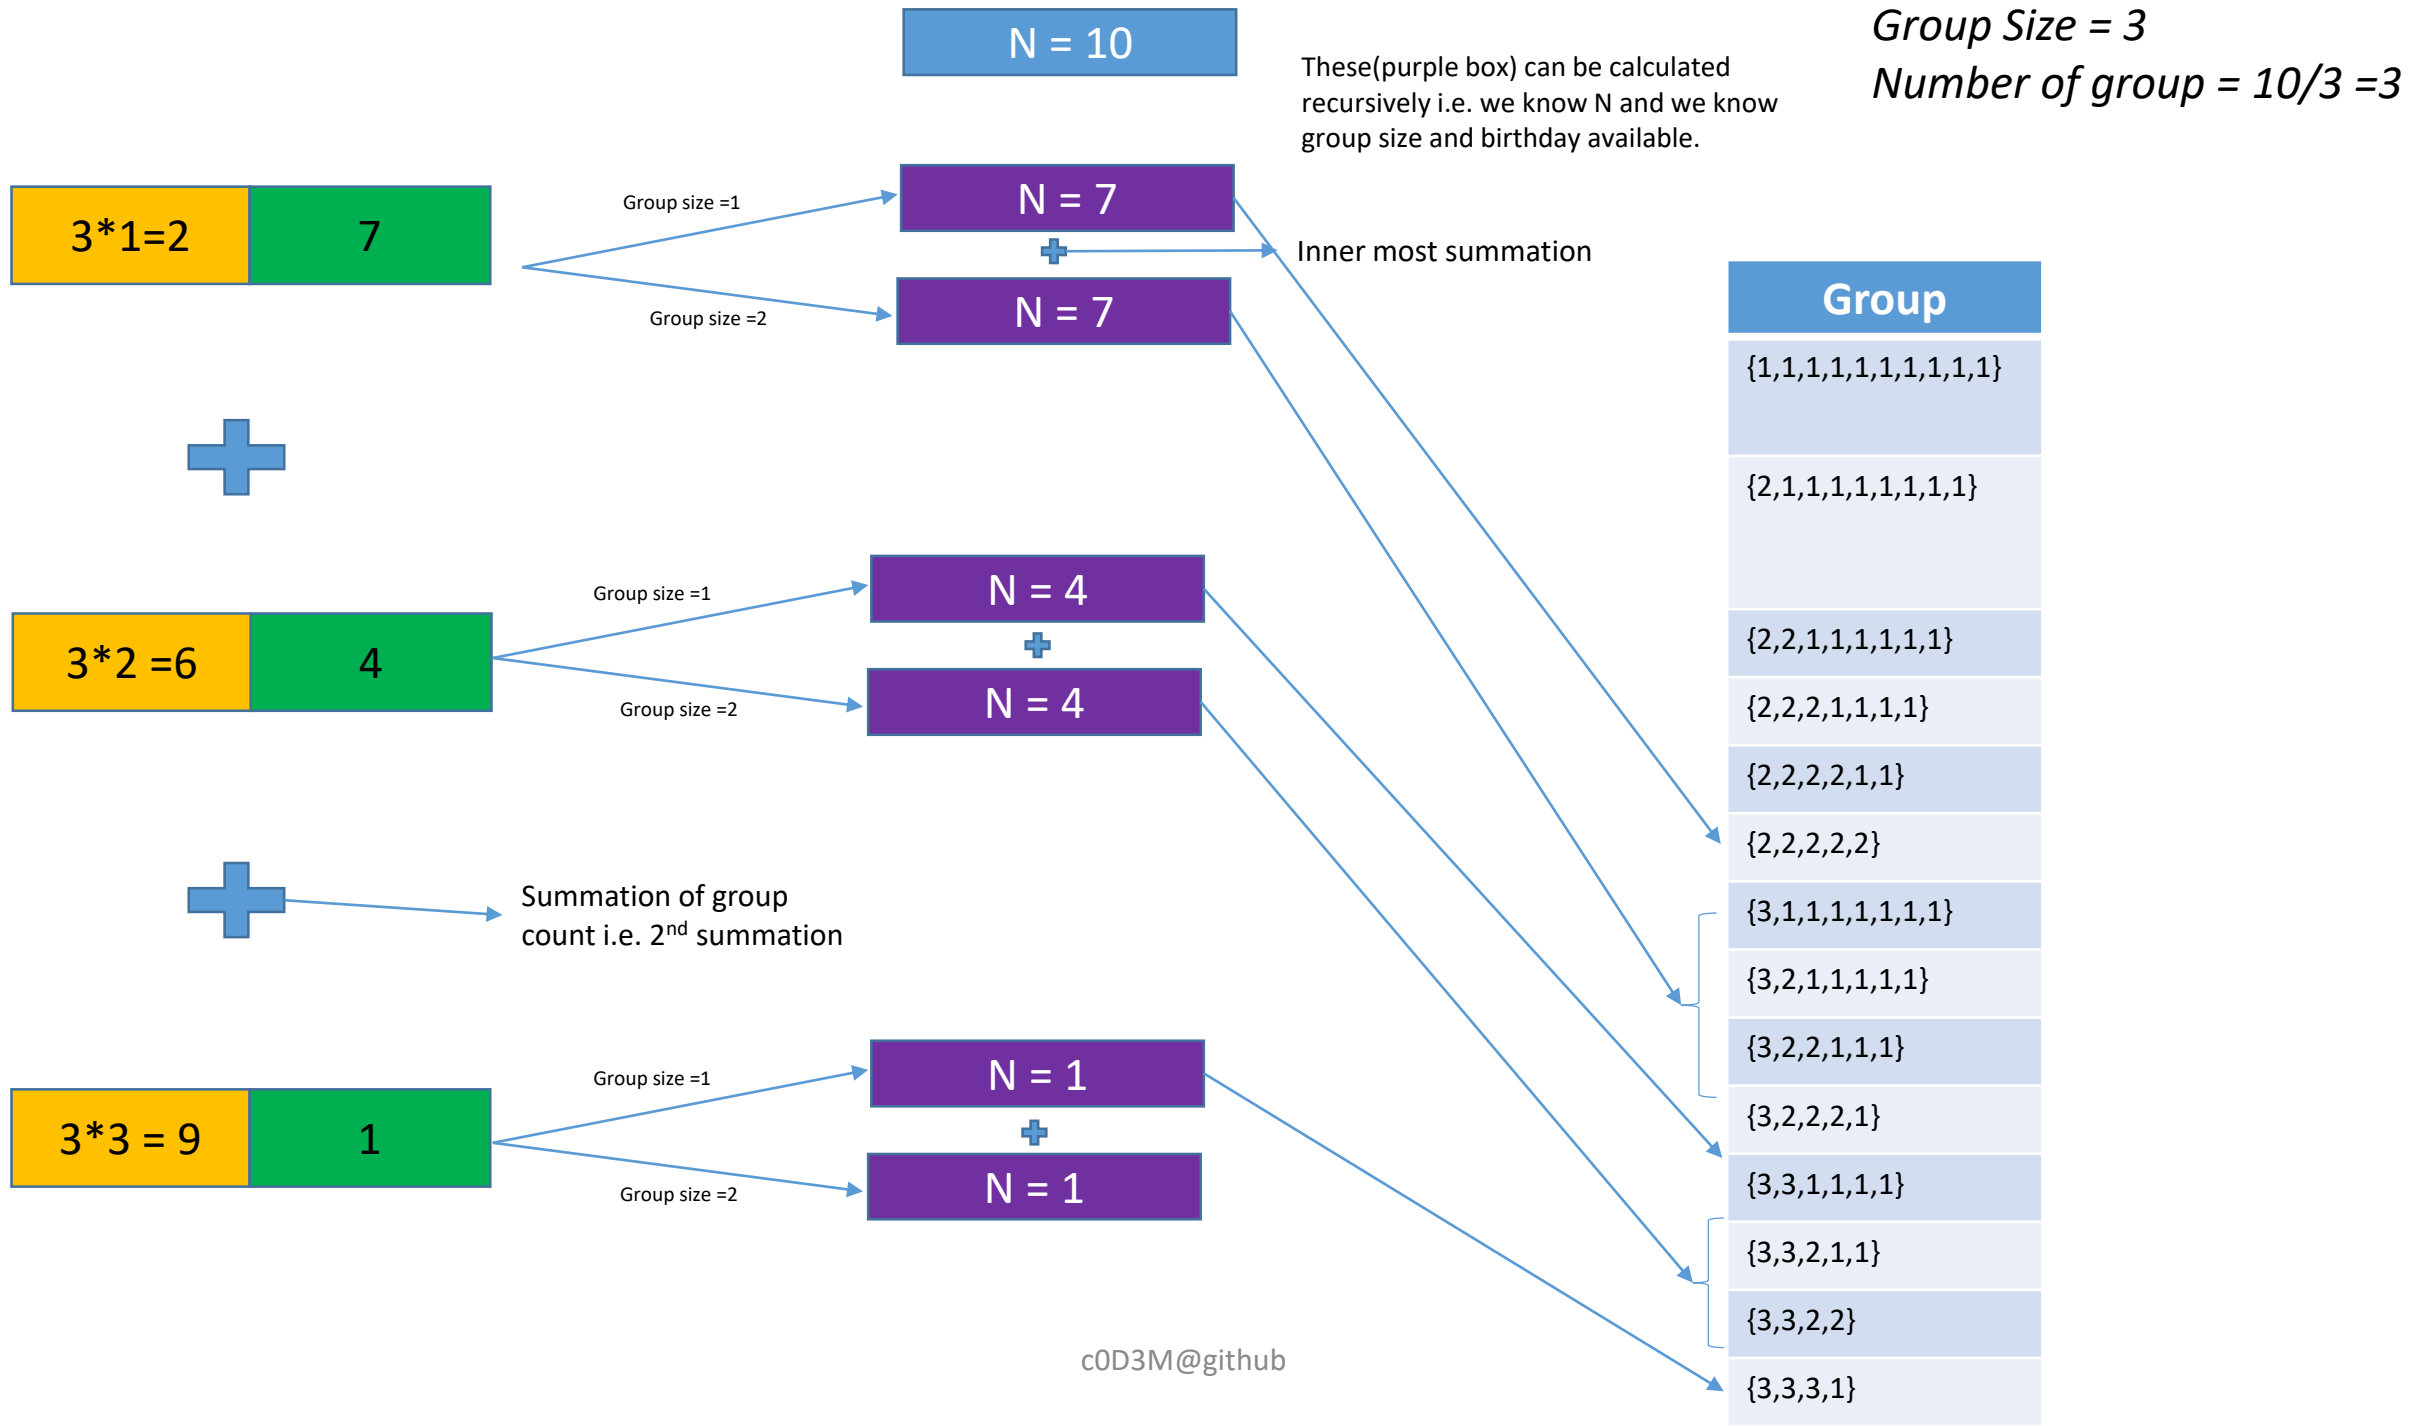 N = 10
Group Size = 3
Number of group = 10/3 =3
These(purple box) can be calculated
recursively i.e. we know N and we know
group size and birthday available.
3*1=2
7
Group size =1
N = 7
Inner most summation
Group size =2
N = 7
3*2 =6
4
Group size =1
N = 4
Group size =2
N = 4
Summation of group
count i.e. 2nd summation
3*3 = 9
1
Group size =1
N = 1
Group size =2
N = 1
Group
{1,1,1,1,1,1,1,1,1,1}
{2,1,1,1,1,1,1,1,1}
{2,2,1,1,1,1,1,1}
{2,2,2,1,1,1,1}
{2,2,2,2,1,1}
{2,2,2,2,2}
{3,1,1,1,1,1,1,1}
{3,2,1,1,1,1,1}
{3,2,2,1,1,1}
{3,2,2,2,1}
{3,3,1,1,1,1}
{3,3,2,1,1}
{3,3,2,2}
{3,3,3,1}
c0D3M@github